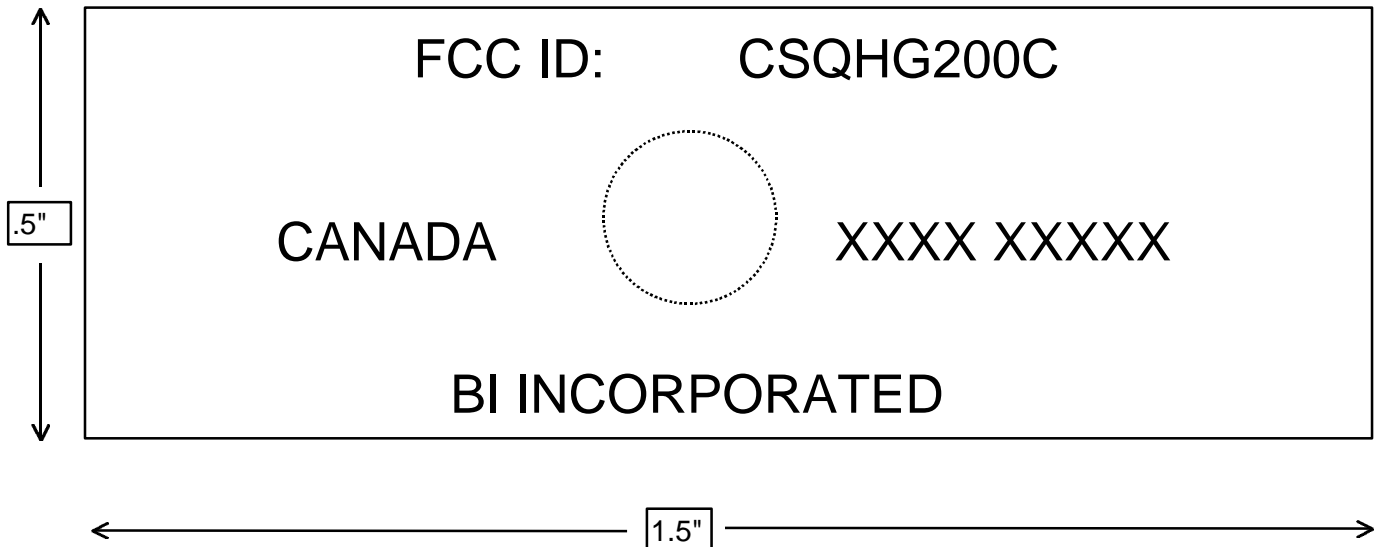 FCC ID: CSQHG200C
.5"
CANADA XXXX XXXXX
BI INCORPORATED
1.5"